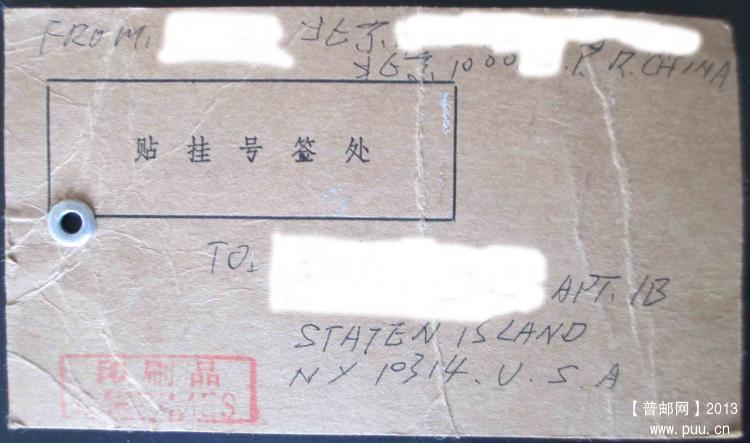 FROM: 北京
北京 1000 P.R.CHINA
贴挂号签处
TO:
APT. 1B
STATEN ISLAND
NY 10314. U.S.A
印刷品
【普邮网】2013
www.puu.cn